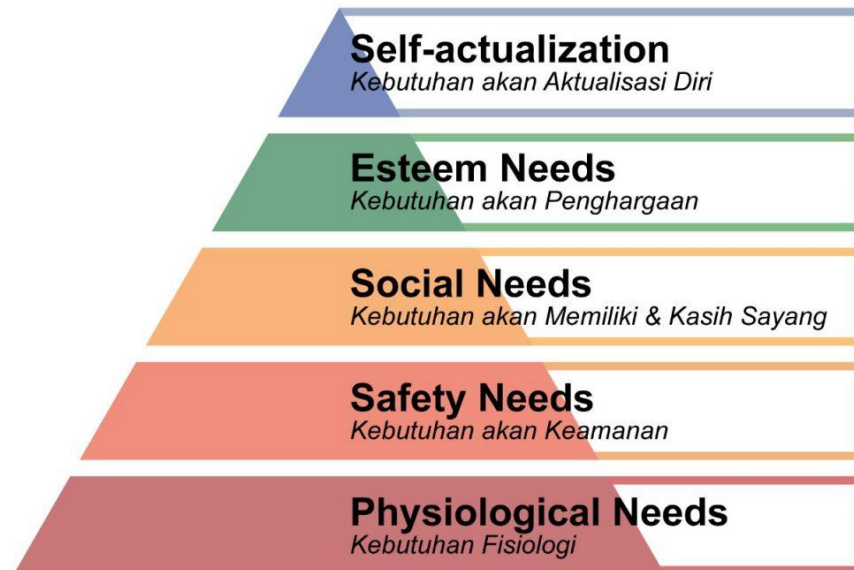 Self-actualization
Kebutuhan akan Aktualisasi Diri
Esteem Needs
Kebutuhan akan Penghargaan
Social Needs
Kebutuhan akan Memiliki & Kasih Sayang
Safety Needs
Kebutuhan akan Keamanan
Physiological Needs
Kebutuhan Fisiologi